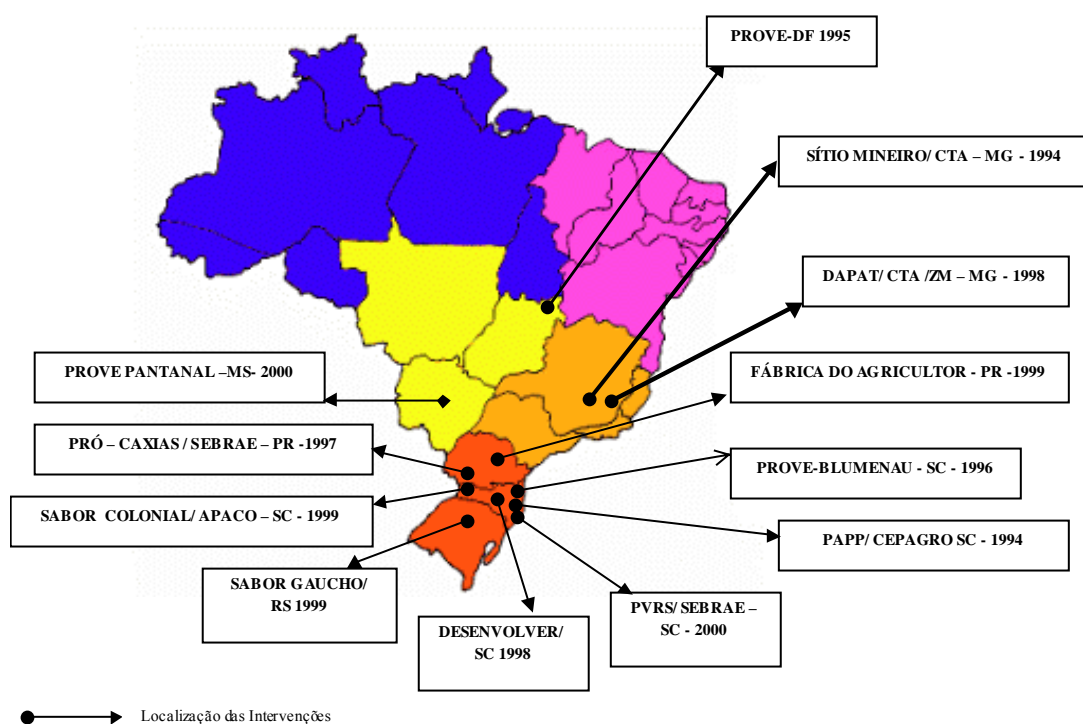 PROVE-DF 1995
SÍTIO MINEIRO/ CTA – MG - 1994
DAPAT/ CTA /ZM – MG – 1998
PROVE PANTANAL –MS- 2000
FÁBRICA DO AGRICULTOR - PR -1999
PRÓ – CAXIAS / SEBRAE – PR -1997
PROVE-BLUMENAU - SC - 1996
SABOR COLONIAL/ APACO – SC - 1999
PAPP/ CEPAGRO SC - 1994
SABOR GAUCHO/
RS 1999
DESENVOLVER/
SC 1998
PVRS/ SEBRAE –
SC - 2000
Localização das Intervenções